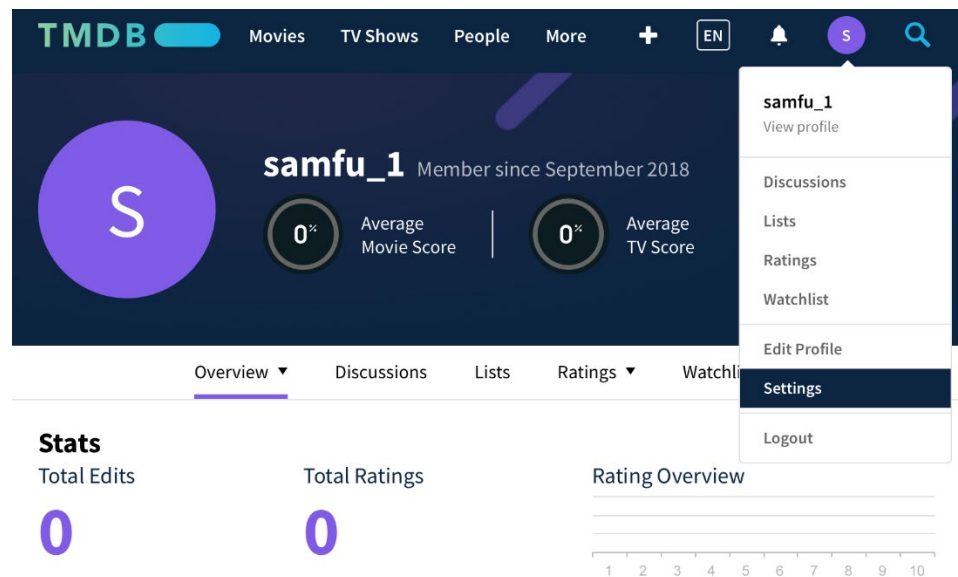 TMDB Movies TV Shows People More + EN S
samfu_1
View profile
Discussions
Lists
Ratings
Watchlist
Edit Profile
Settings
Logout
S
samfu_1 Member since September 2018
0% Average Movie Score
0% Average TV Score
Overview ▼ Discussions Lists Ratings ▼ Watchli
Stats
Total Edits Total Ratings Rating Overview
0 0
1 2 3 4 5 6 7 8 9 10